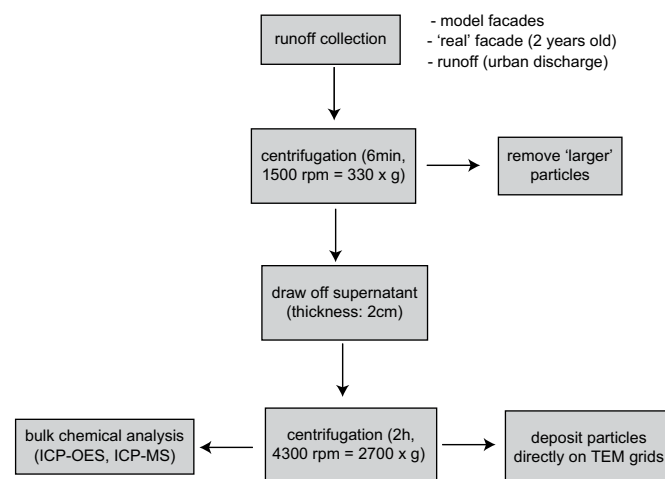 runoff collection
- model facades
- ‘real’ facade (2 years old)
- runoff (urban discharge)
centrifugation (6min,
1500 rpm = 330 x g)
remove ‘larger’
particles
draw off supernatant
(thickness: 2cm)
bulk chemical analysis
(ICP-OES, ICP-MS)
centrifugation (2h,
4300 rpm = 2700 x g)
deposit particles
directly on TEM grids